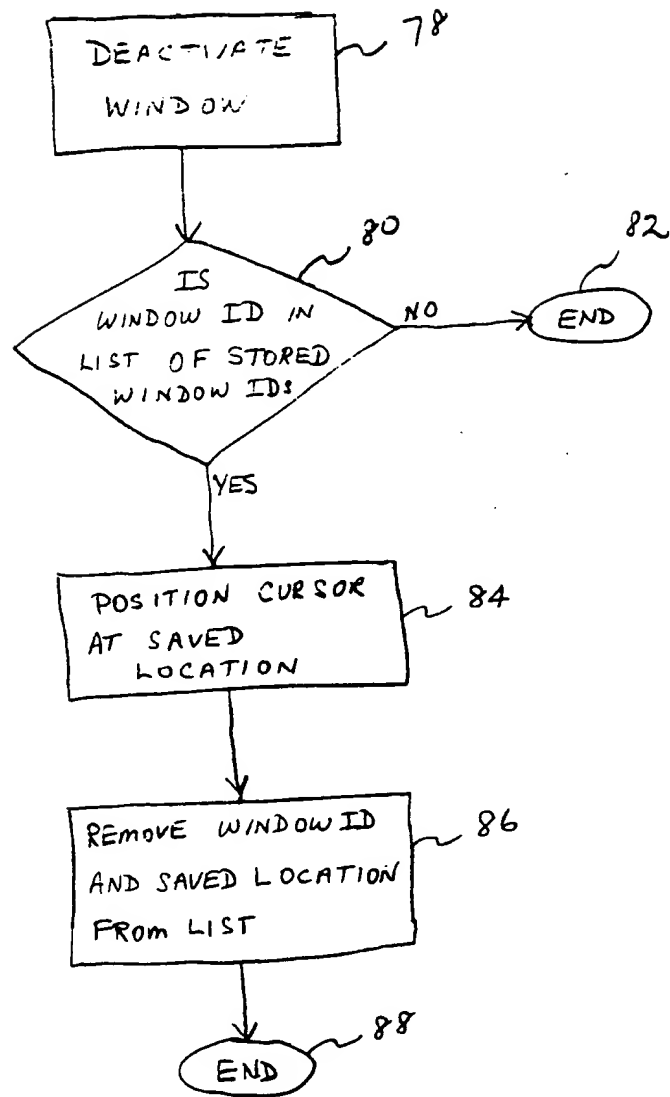 DEACTIVATE
WINDOW
78
IS
WINDOW ID IN
LIST OF STORED
WINDOW IDs
80
NO
END
82
YES
POSITION CURSOR
AT SAVED
LOCATION
84
REMOVE WINDOW ID
AND SAVED LOCATION
FROM LIST
86
END
88